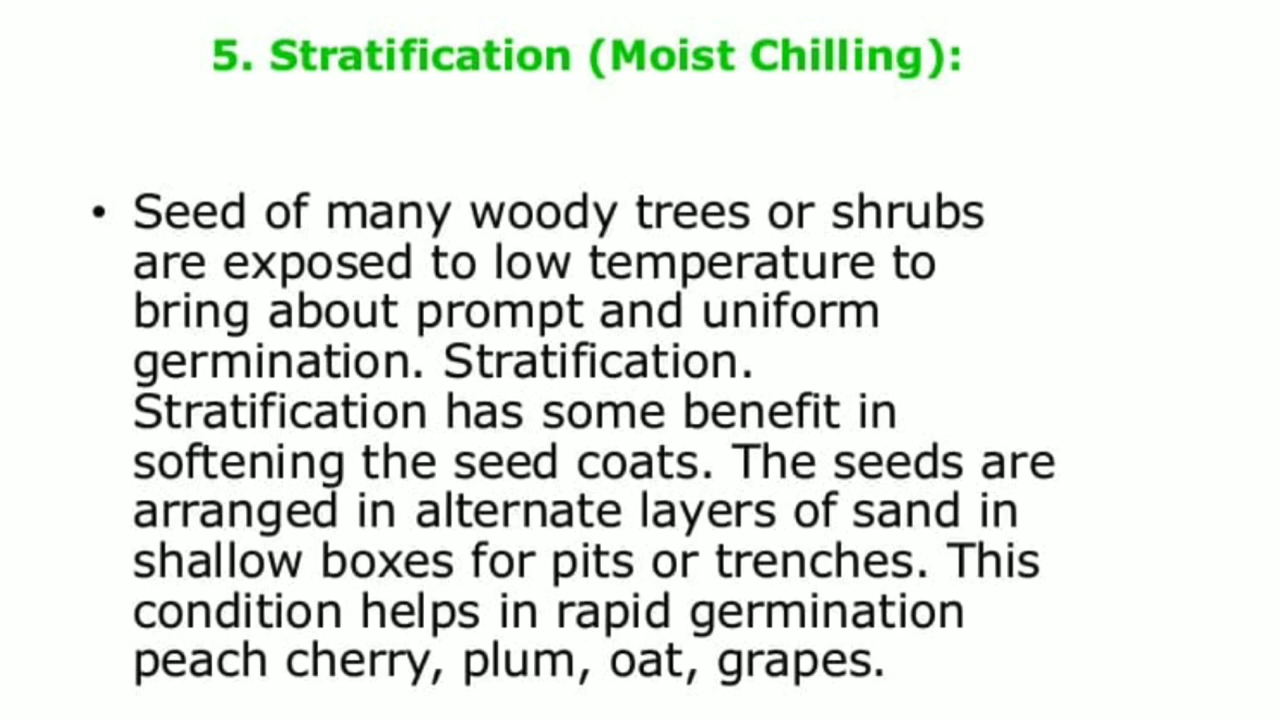 5. Stratification (Moist Chilling):
• Seed of many woody trees or shrubs
are exposed to low temperature to
bring about prompt and uniform
germination. Stratification.
Stratification has some benefit in
softening the seed coats. The seeds are
arranged in alternate layers of sand in
shallow boxes for pits or trenches. This
condition helps in rapid germination
peach cherry, plum, oat, grapes.